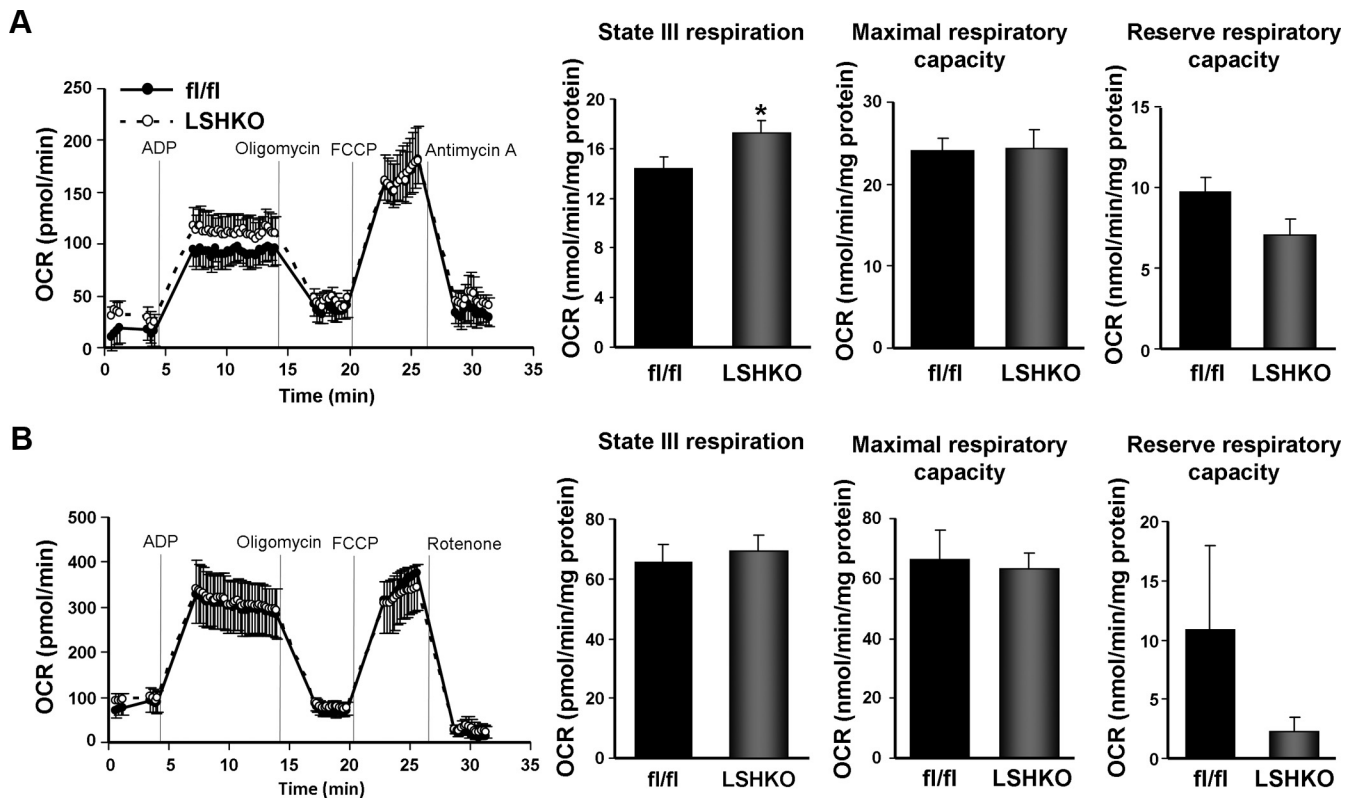 A
State III respiration
Maximal respiratory
capacity
Reserve respiratory
capacity
OCR (pmol/min)
250
200
150
100
50
0
fl/fl
LSHKO
ADP
Oligomycin
FCCP
Antimycin A
0 5 10 15 20 25 30 35
Time (min)
OCR (nmol/min/mg protein)
20
16
12
8
4
0
*
fl/fl LSHKO
OCR (nmol/min/mg protein)
30
20
10
0
fl/fl LSHKO
OCR (nmol/min/mg protein)
15
10
5
0
fl/fl LSHKO
B
State III respiration
Maximal respiratory
capacity
Reserve respiratory
capacity
OCR (pmol/min)
500
400
300
200
100
0
ADP
Oligomycin
FCCP
Rotenone
0 5 10 15 20 25 30 35
Time (min)
OCR (pmol/min/mg protein)
80
60
40
20
0
fl/fl LSHKO
OCR (nmol/min/mg protein)
80
60
40
20
0
fl/fl LSHKO
OCR (nmol/min/mg protein)
20
15
10
5
0
fl/fl LSHKO